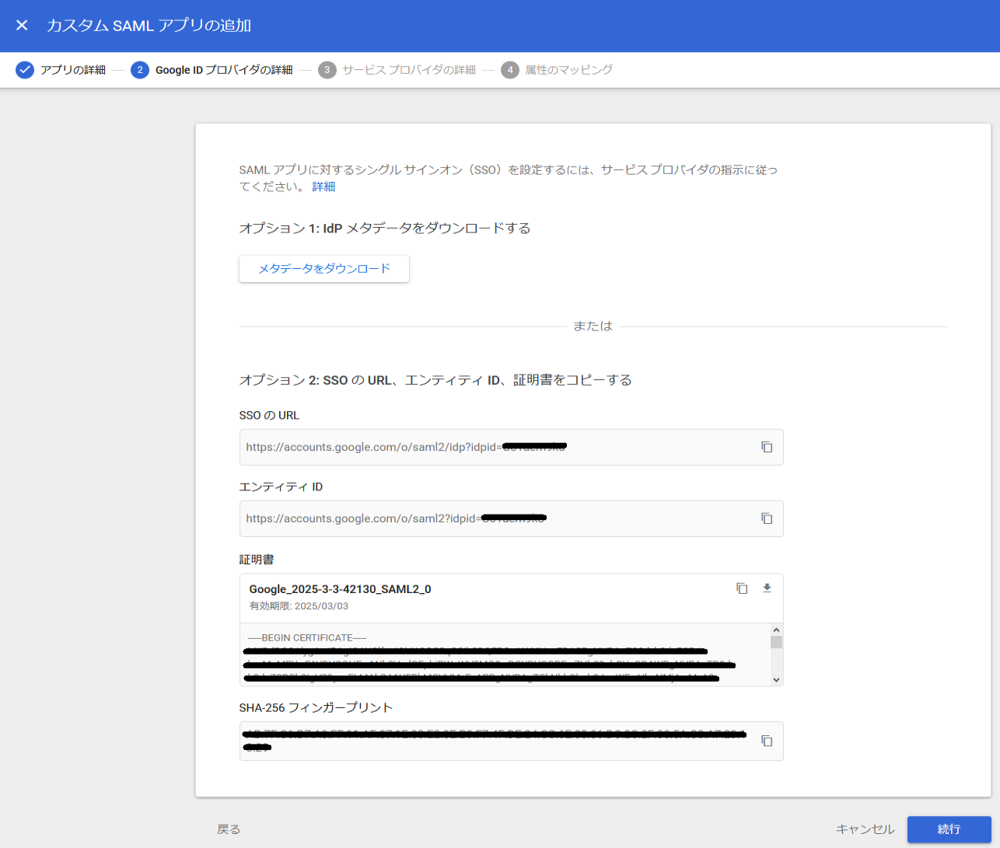 カスタム SAML アプリの追加
アプリの詳細
2 Google ID プロバイダの詳細
3 サービス プロバイダの詳細
4 属性のマッピング
SAML アプリに対するシングル サインオン（SSO）を設定するには、サービス プロバイダの指示に従っ
てください。 詳細
オプション 1: IdP メタデータをダウンロードする
メタデータをダウンロード
または
オプション 2: SSO の URL、エンティティ ID、証明書をコピーする
SSO の URL
https://accounts.google.com/o/saml2/idp?idpid=
エンティティ ID
https://accounts.google.com/o/saml2?idpid=
証明書
Google_2025-3-3-42130_SAML2_0
有効期限: 2025/03/03
-----BEGIN CERTIFICATE-----
SHA-256 フィンガープリント
戻る
キャンセル
続行